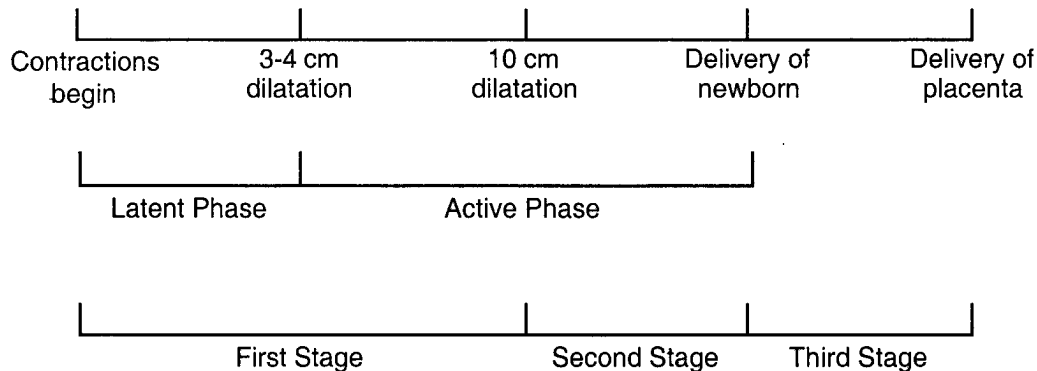 Contractions begin
3-4 cm dilatation
10 cm dilatation
Delivery of newborn
Delivery of placenta
Latent Phase
Active Phase
First Stage
Second Stage
Third Stage